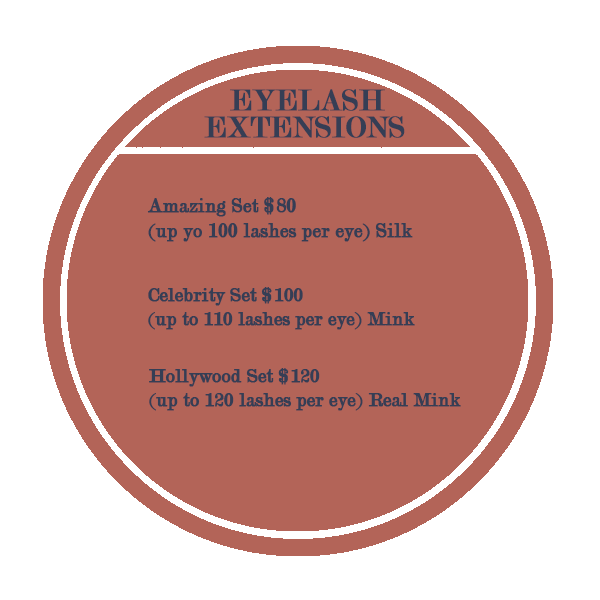 EYELASH
EXTENSIONS
Amazing Set $80
(up yo 100 lashes per eye) Silk
Celebrity Set $100
(up to 110 lashes per eye) Mink
Hollywood Set $120
(up to 120 lashes per eye) Real Mink